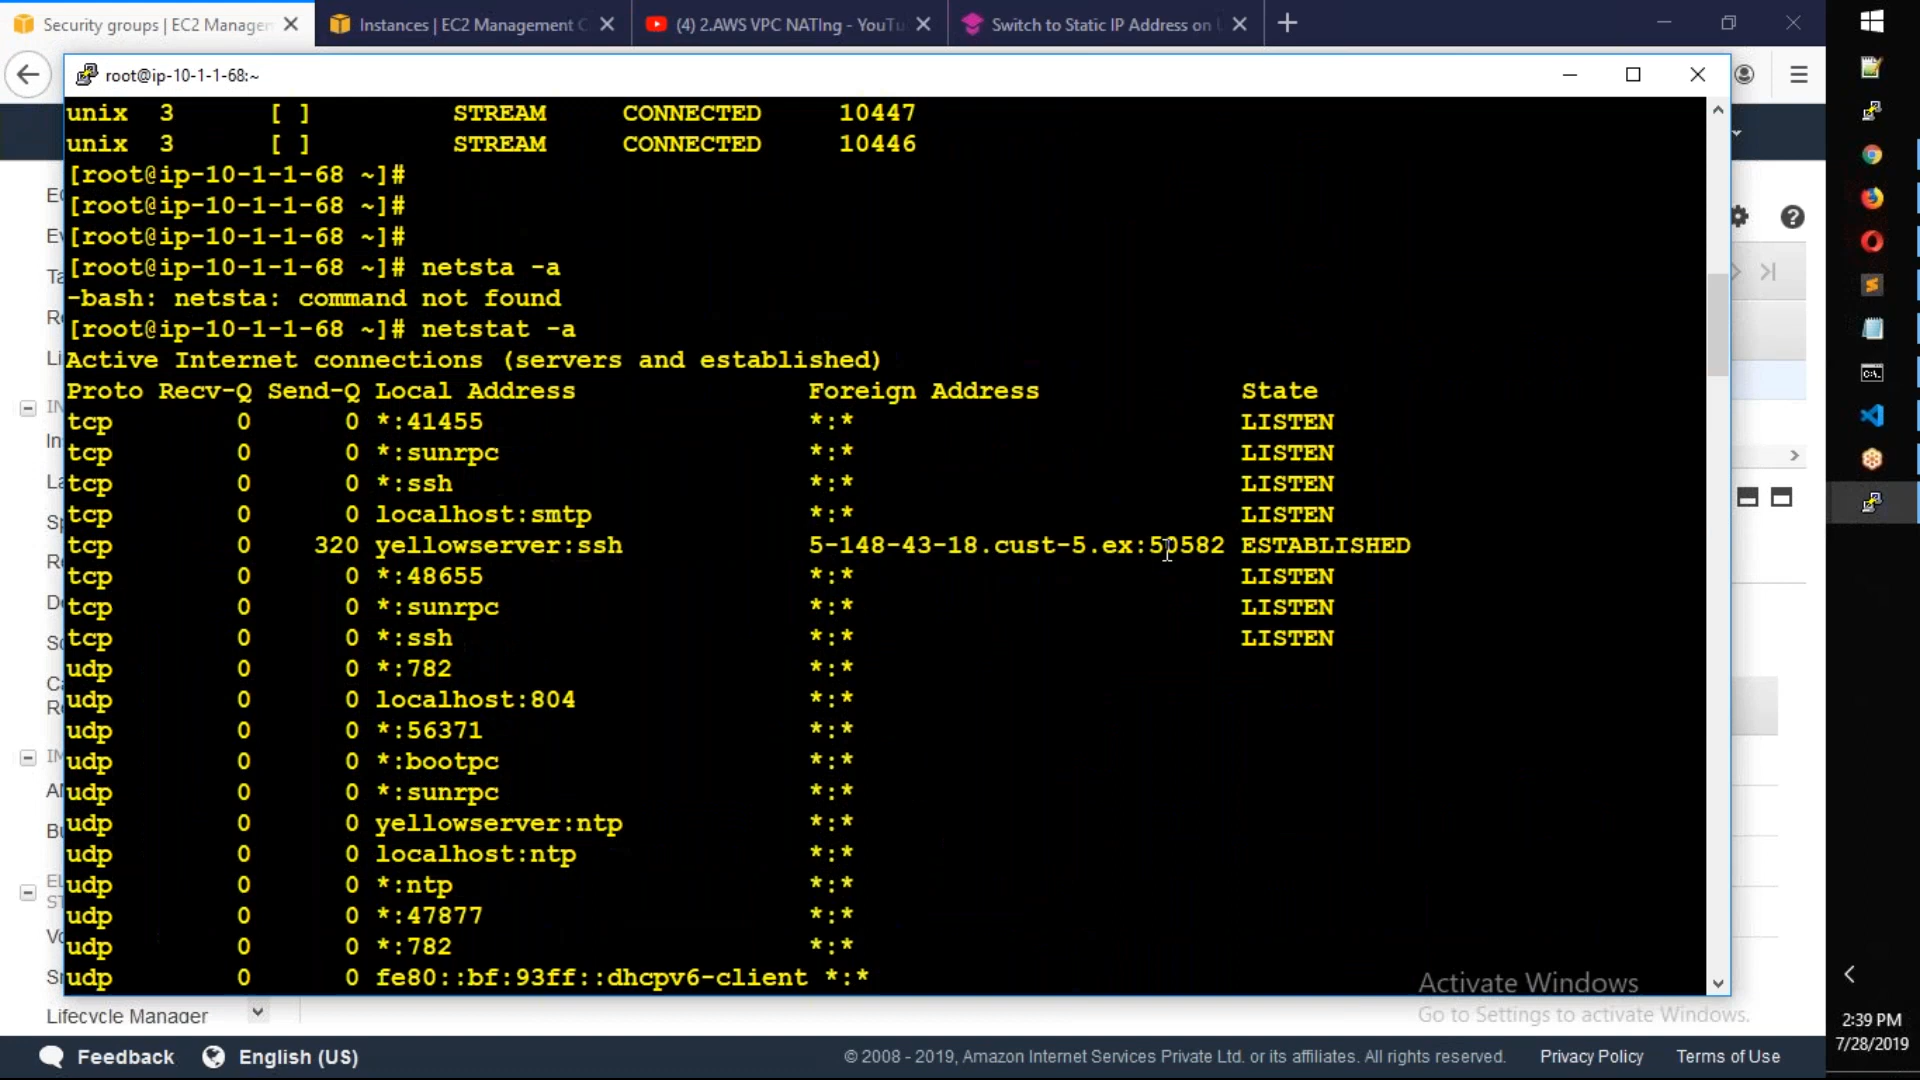 Security groups | EC2 Manager
Instances | EC2 Management C
(4) 2.AWS VPC NATIng - YouTu
Switch to Static IP Address on
root@ip-10-1-1-68:~
unix 3 [ ] STREAM CONNECTED 10447
unix 3 [ ] STREAM CONNECTED 10446
[root@ip-10-1-1-68 ~]#
[root@ip-10-1-1-68 ~]#
[root@ip-10-1-1-68 ~]#
[root@ip-10-1-1-68 ~]# netsta -a
-bash: netsta: command not found
[root@ip-10-1-1-68 ~]# netstat -a
Active Internet connections (servers and established)
Proto Recv-Q Send-Q Local Address Foreign Address State
tcp 0 0 *:41455 *:* LISTEN
tcp 0 0 *:sunrpc *:* LISTEN
tcp 0 0 *:ssh *:* LISTEN
tcp 0 0 localhost:smtp *:* LISTEN
tcp 0 320 yellowserver:ssh 5-148-43-18.cust-5.ex:50582 ESTABLISHED
tcp 0 0 *:48655 *:* LISTEN
tcp 0 0 *:sunrpc *:* LISTEN
tcp 0 0 *:ssh *:* LISTEN
udp 0 0 *:782 *:*
udp 0 0 localhost:804 *:*
udp 0 0 *:56371 *:*
udp 0 0 *:bootpc *:*
udp 0 0 *:sunrpc *:*
udp 0 0 yellowserver:ntp *:*
udp 0 0 localhost:ntp *:*
udp 0 0 *:ntp *:*
udp 0 0 *:47877 *:*
udp 0 0 *:782 *:*
udp 0 0 fe80::bf:93ff::dhcpv6-client *:*
Activate Windows
Go to Settings to activate Windows.
Lifecycle Manager
2:39 PM
7/28/2019
Feedback English (US) © 2008 - 2019, Amazon Internet Services Private Ltd. or its affiliates. All rights reserved. Privacy Policy Terms of Use